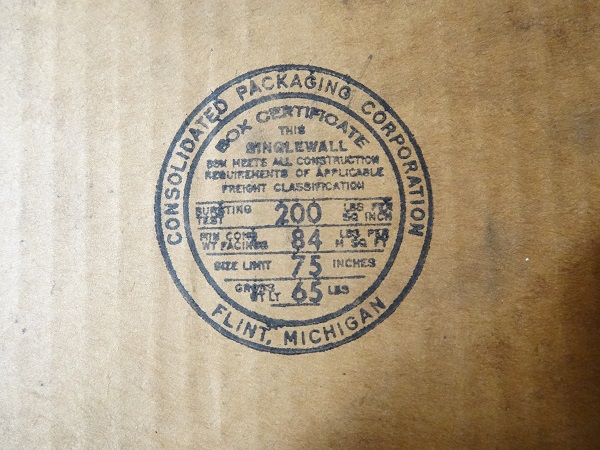 CONSOLIDATED PACKAGING CORPORATION
BOX CERTIFICATE
THIS
SINGLEWALL
BOX MEETS ALL CONSTRUCTION
REQUIREMENTS OF APPLICABLE
FREIGHT CLASSIFICATION
BURSTING TEST 200 LBS PER SQ INCH
MIN COMB WT FACINGS 84 LBS PER M SQ FT
SIZE LIMIT 75 INCHES
GROSS WT LT 65 LBS
FLINT, MICHIGAN